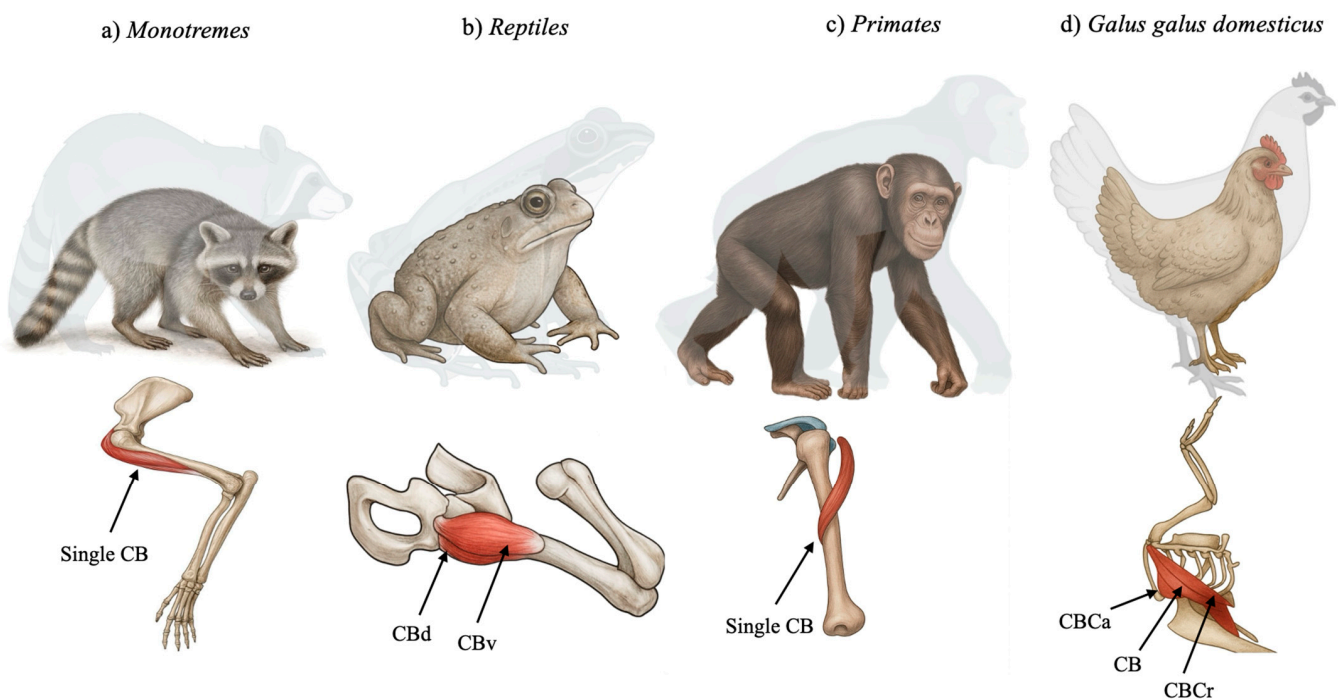 a) Monotremes
b) Reptiles
c) Primates
d) Galus galus domesticus
Single CB
CBd
CBv
Single CB
CBCa
CB
CBCr